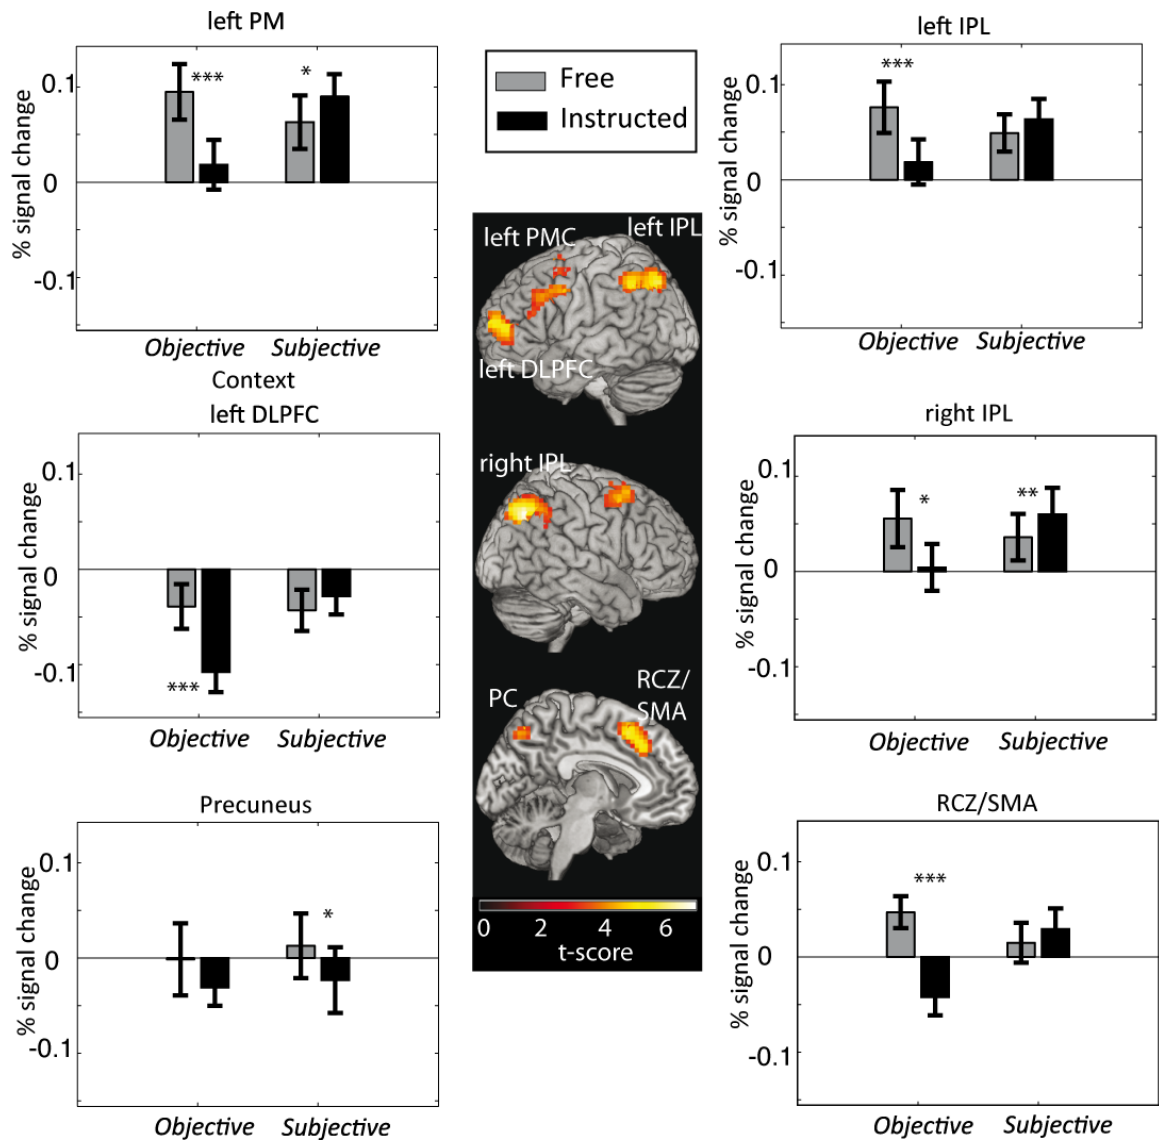 left PM
% signal change
0.1
0
-0.1
***
*
Objective
Subjective
Context
Free
Instructed
left IPL
% signal change
0.1
0
-0.1
***
Objective
Subjective
left PMC
left IPL
left DLPFC
right IPL
PC
RCZ/
SMA
0 2 4 6
t-score
left DLPFC
% signal change
0.1
0
-0.1
***
Objective
Subjective
right IPL
% signal change
0.1
0
-0.1
*
**
Objective
Subjective
Precuneus
% signal change
0.1
0
-0.1
*
Objective
Subjective
RCZ/SMA
% signal change
0.1
0
-0.1
***
Objective
Subjective